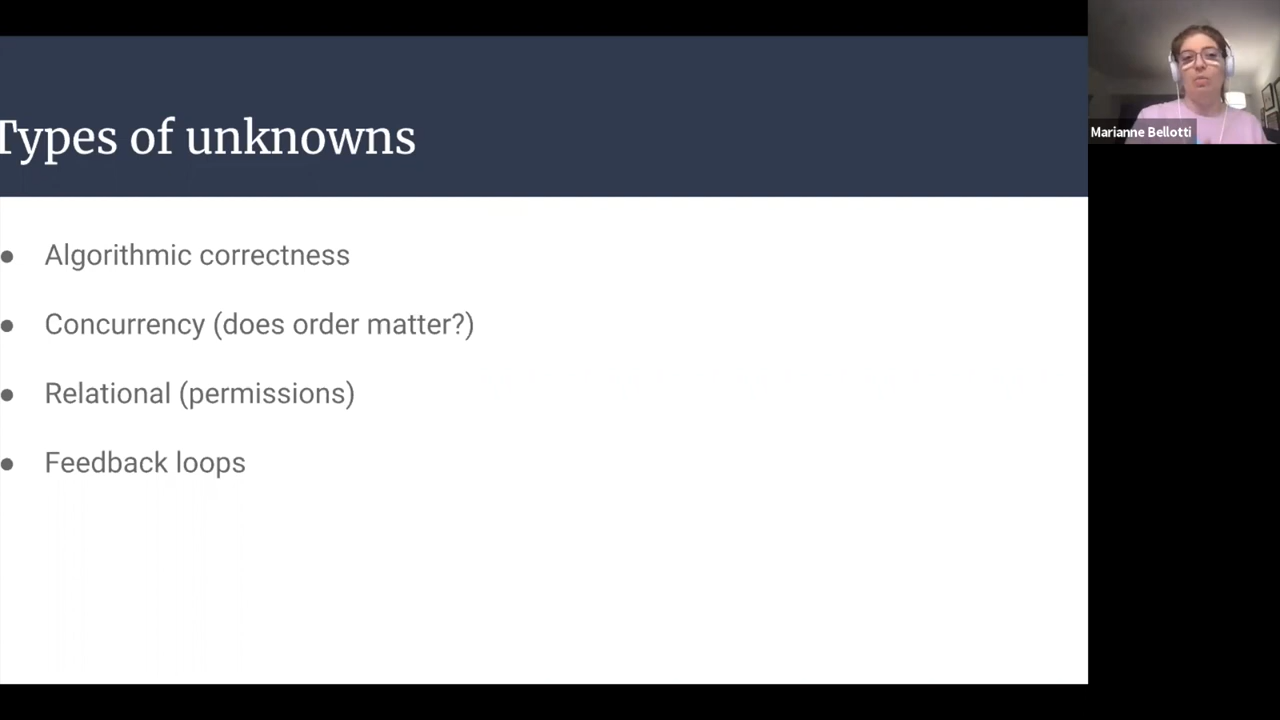 Types of unknowns
● Algorithmic correctness
● Concurrency (does order matter?)
● Relational (permissions)
● Feedback loops
Marianne Bellotti